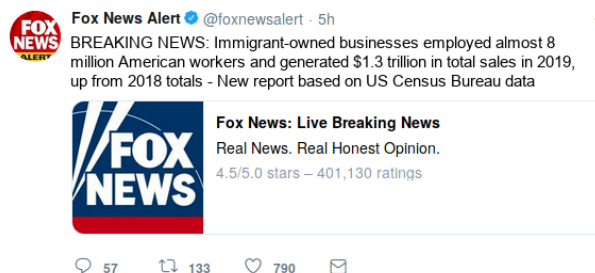 FOX
NEWS
ALERT
Fox News Alert @foxnewsalert · 5h
BREAKING NEWS: Immigrant-owned businesses employed almost 8
million American workers and generated $1.3 trillion in total sales in 2019,
up from 2018 totals - New report based on US Census Bureau data
FOX
NEWS
Fox News: Live Breaking News
Real News. Real Honest Opinion.
4.5/5.0 stars – 401,130 ratings
57 133 790